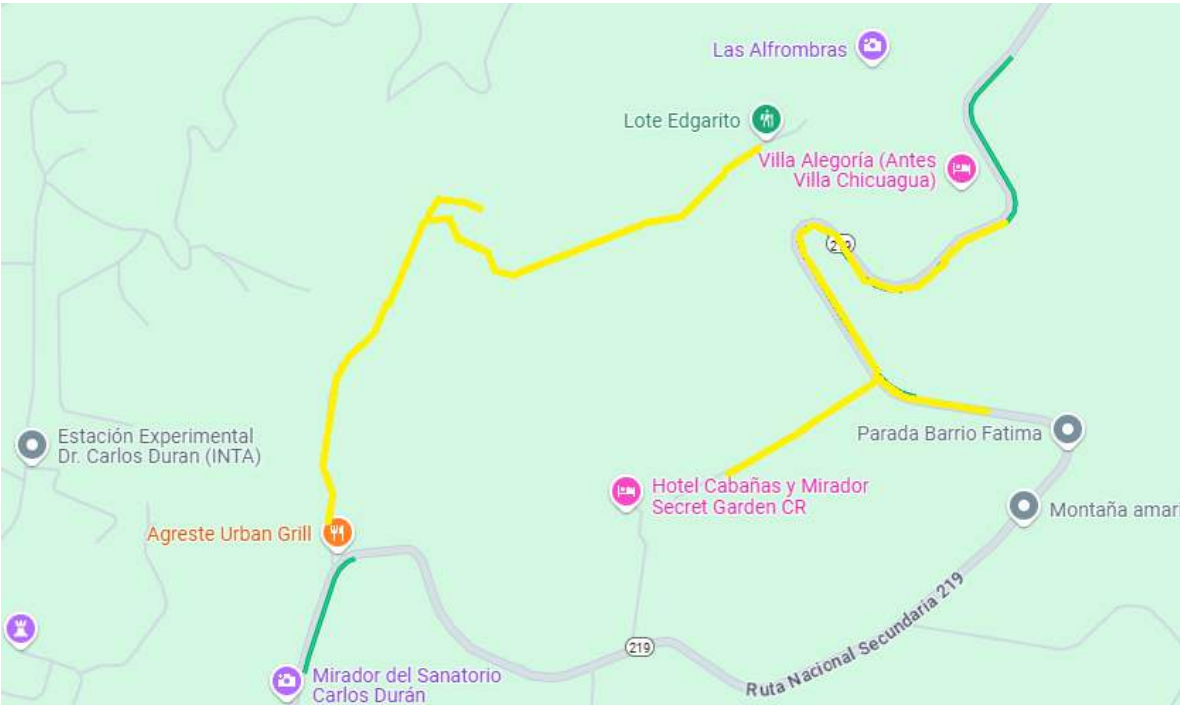 Las Alfrombras
Lote Edgarito
Villa Alegoría (Antes
Villa Chicuagua)
219
Estación Experimental
Dr. Carlos Duran (INTA)
Parada Barrio Fatima
Hotel Cabañas y Mirador
Secret Garden CR
Montaña amari
Agreste Urban Grill
219
Ruta Nacional Secundaria 219
Mirador del Sanatorio
Carlos Durán